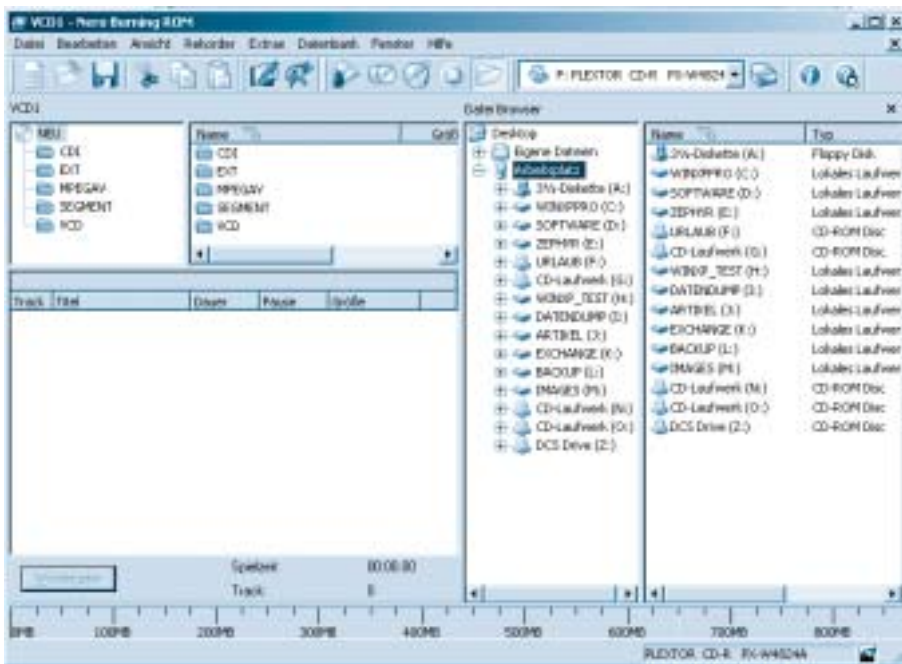 VCD1 - Nero Burning ROM
Datei Bearbeiten Ansicht Rekorder Extras Datenbank Fenster Hilfe
P: PLEXTOR CD-R PX-W4824
VCD1
NEU
CDI
EXT
MPEGAV
SEGMENT
VCD
Name Größ
CDI
EXT
MPEGAV
SEGMENT
VCD
Track Titel Dauer Pause Größe
Spielzeit 00:00.00
Track: 0
Datei Browser
Desktop
Eigene Dateien
Arbeitsplatz
3½-Diskette (A:)
WINXPPRO (C:)
SOFTWARE (D:)
ZEPHYR (E:)
URLAUB (F:)
CD-Laufwerk (G:)
WINXP_TEST (H:)
DATENDUMP (I:)
ARTIKEL (J:)
EXCHANGE (K:)
BACKUP (L:)
IMAGES (M:)
CD-Laufwerk (N:)
CD-Laufwerk (O:)
DCS Drive (Z:)
Name Typ
3½-Diskette (A:) Floppy Disk
WINXPPRO (C:) Lokales Laufwer
SOFTWARE (D:) Lokales Laufwer
ZEPHYR (E:) Lokales Laufwer
URLAUB (F:) CD-ROM Disc
CD-Laufwerk (G:) CD-ROM Disc
WINXP_TEST (H:) Lokales Laufwer
DATENDUMP (I:) Lokales Laufwer
ARTIKEL (J:) Lokales Laufwer
EXCHANGE (K:) Lokales Laufwer
BACKUP (L:) Lokales Laufwer
IMAGES (M:) Lokales Laufwer
CD-Laufwerk (N:) CD-ROM Disc
CD-Laufwerk (O:) CD-ROM Disc
DCS Drive (Z:) CD-ROM Disc
0MB 100MB 200MB 300MB 400MB 500MB 600MB 700MB 800MB
PLEXTOR CD-R PX-W4824A